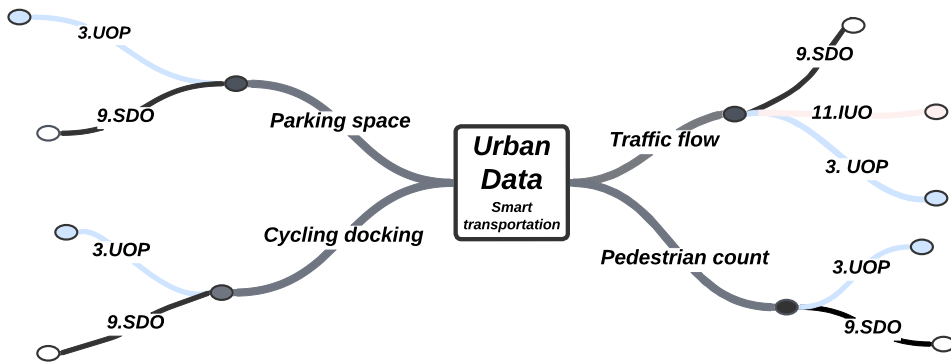 3.UOP
9.SDO
Parking space
Cycling docking
3.UOP
9.SDO
Urban
Data
Smart
transportation
Traffic flow
9.SDO
11.IUO
3. UOP
Pedestrian count
3.UOP
9.SDO